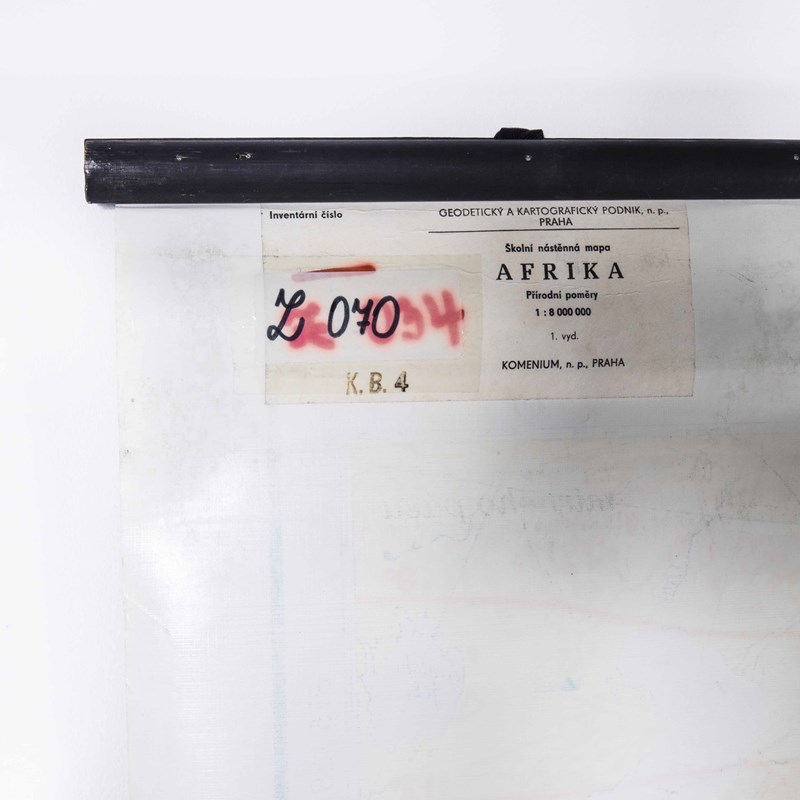 Inventární číslo
Z 070
K. B. 4
GEODETICKÝ A KARTOGRAFICKÝ PODNIK, n. p.,
PRAHA
Školní nástěnná mapa
AFRIKA
Přírodní poměry
1 : 8 000 000
1. vyd.
KOMENIUM, n. p., PRAHA